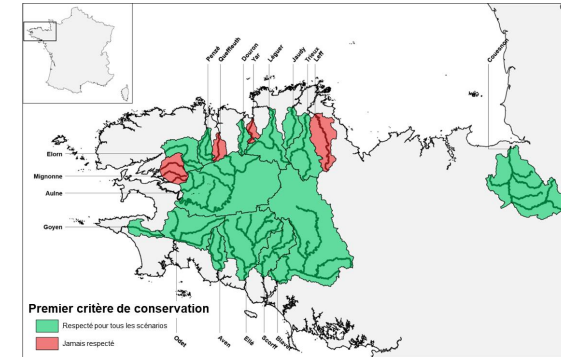 Penzé
Queffleuth
Douron
Yar
Léguer
Jaudy
Trieux
Leff
Couesnon
Elorn
Mignonne
Aulne
Goyen
Premier critère de conservation
Respecté pour tous les scénarios
Jamais respecté
Odet
Aven
Ellé
Scorff
Blavet